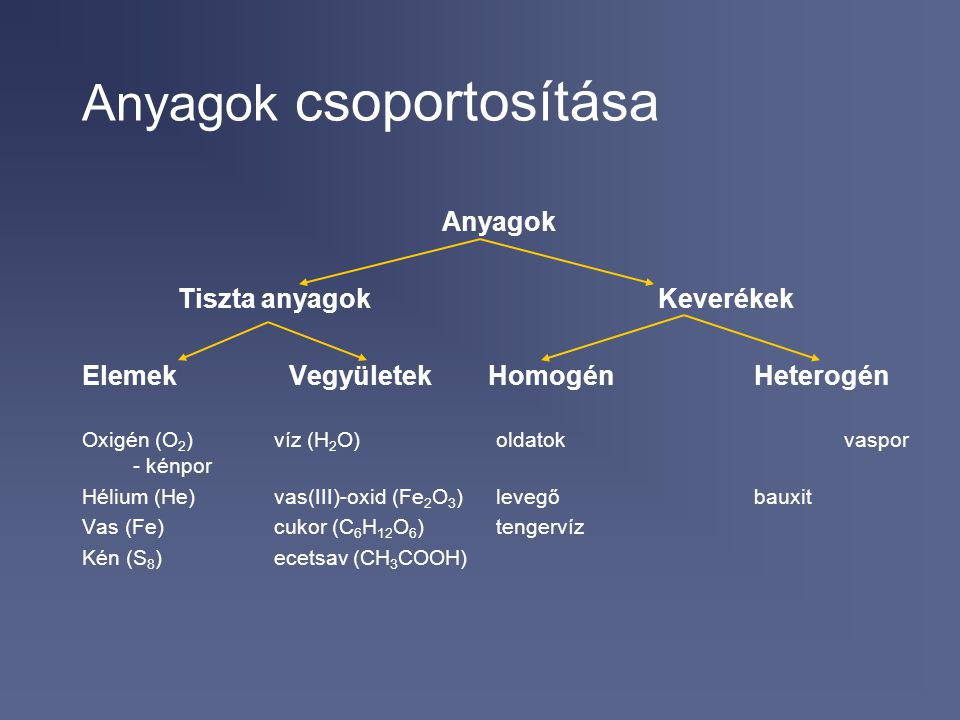 Anyagok csoportosítása
Anyagok
Tiszta anyagok Keverékek
Elemek Vegyületek Homogén Heterogén
Oxigén (O₂) víz (H₂O) oldatok vaspor
- kénpor
Hélium (He) vas(III)-oxid (Fe₂O₃) levegő bauxit
Vas (Fe) cukor (C₆H₁₂O₆) tengervíz
Kén (S₈) ecetsav (CH₃COOH)